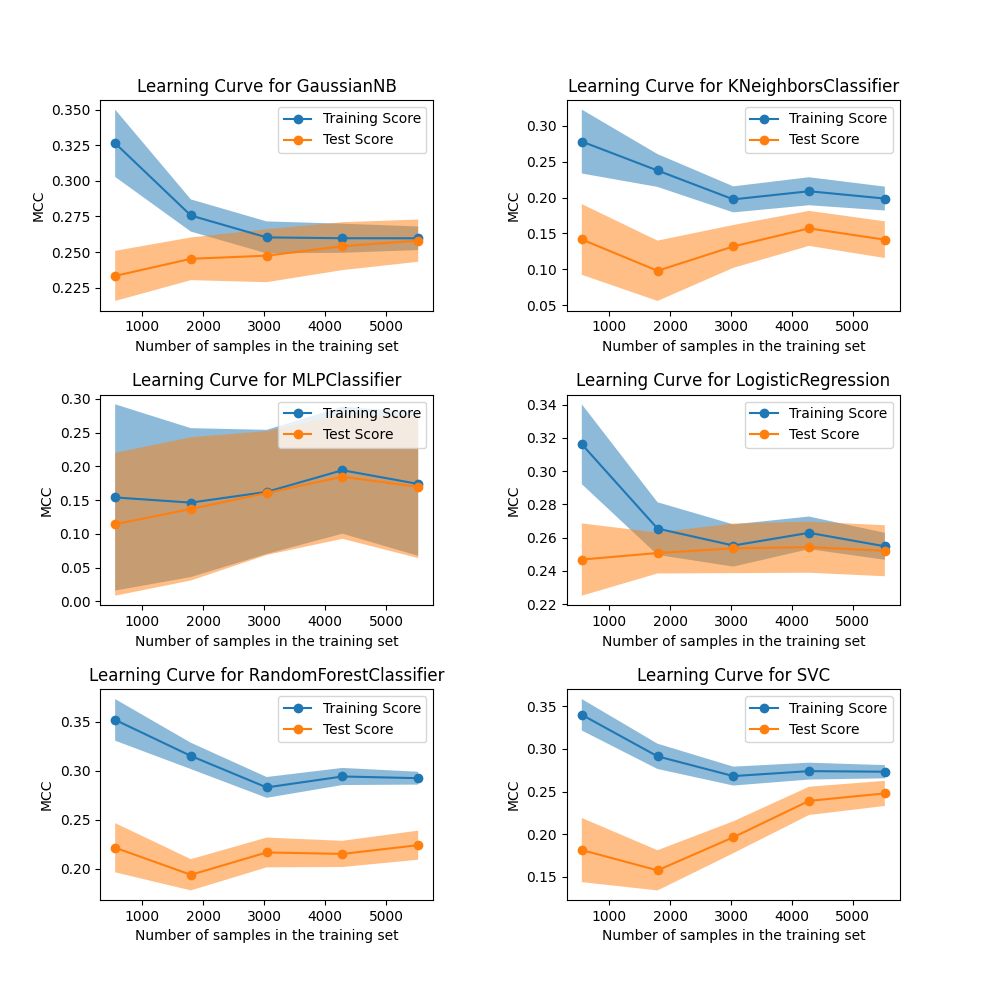 Learning Curve for GaussianNB
0.350
0.325
0.300
0.275
0.250
0.225
MCC
Training Score
Test Score
1000 2000 3000 4000 5000
Number of samples in the training set
Learning Curve for KNeighborsClassifier
0.30
0.25
0.20
0.15
0.10
0.05
MCC
Training Score
Test Score
1000 2000 3000 4000 5000
Number of samples in the training set
Learning Curve for MLPClassifier
0.30
0.25
0.20
0.15
0.10
0.05
0.00
MCC
Training Score
Test Score
1000 2000 3000 4000 5000
Number of samples in the training set
Learning Curve for LogisticRegression
0.34
0.32
0.30
0.28
0.26
0.24
0.22
MCC
Training Score
Test Score
1000 2000 3000 4000 5000
Number of samples in the training set
Learning Curve for RandomForestClassifier
0.35
0.30
0.25
0.20
MCC
Training Score
Test Score
1000 2000 3000 4000 5000
Number of samples in the training set
Learning Curve for SVC
0.35
0.30
0.25
0.20
0.15
MCC
Training Score
Test Score
1000 2000 3000 4000 5000
Number of samples in the training set